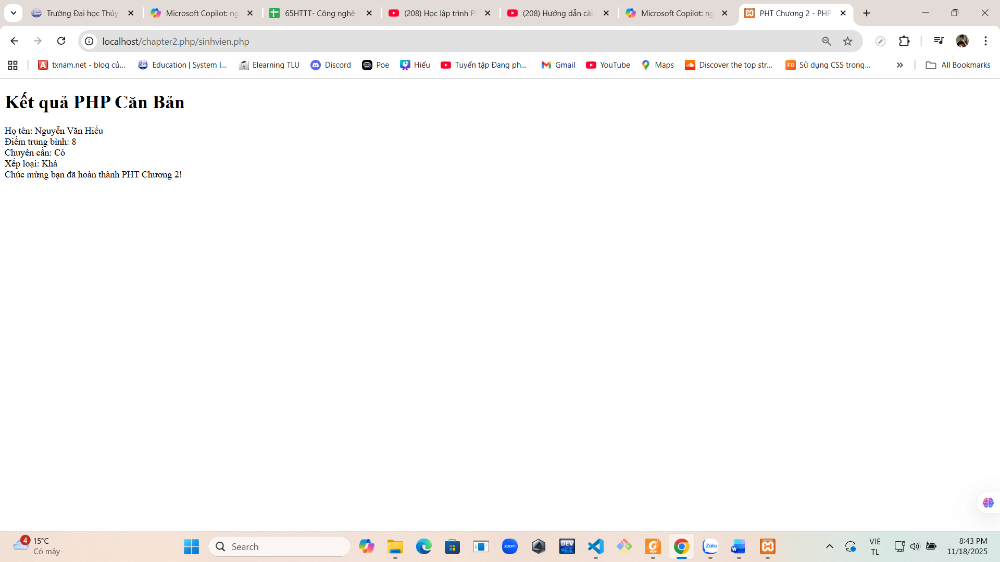 Trường Đại học Thủy
Microsoft Copilot: ng
65HTTT- Công nghệ
(208) Học lập trình P
(208) Hướng dẫn cài
Microsoft Copilot: ng
PHT Chương 2 - PHP
localhost/chapter2.php/sinhvien.php
txnam.net - blog củ...
Education | System I...
Elearning TLU
Discord
Poe
Hiếu
Tuyển tập Đang ph...
Gmail
YouTube
Maps
Discover the top str...
F8
Sử dụng CSS trong...
All Bookmarks
Kết quả PHP Căn Bản
Họ tên: Nguyễn Văn Hiếu
Điểm trung bình: 8
Chuyên cần: Có
Xếp loại: Khá
Chúc mừng bạn đã hoàn thành PHT Chương 2!
4
15°C
Có mây
Search
zoom
DEV
PDF
Zalo
W
VIE
TL
8:43 PM
11/18/2025